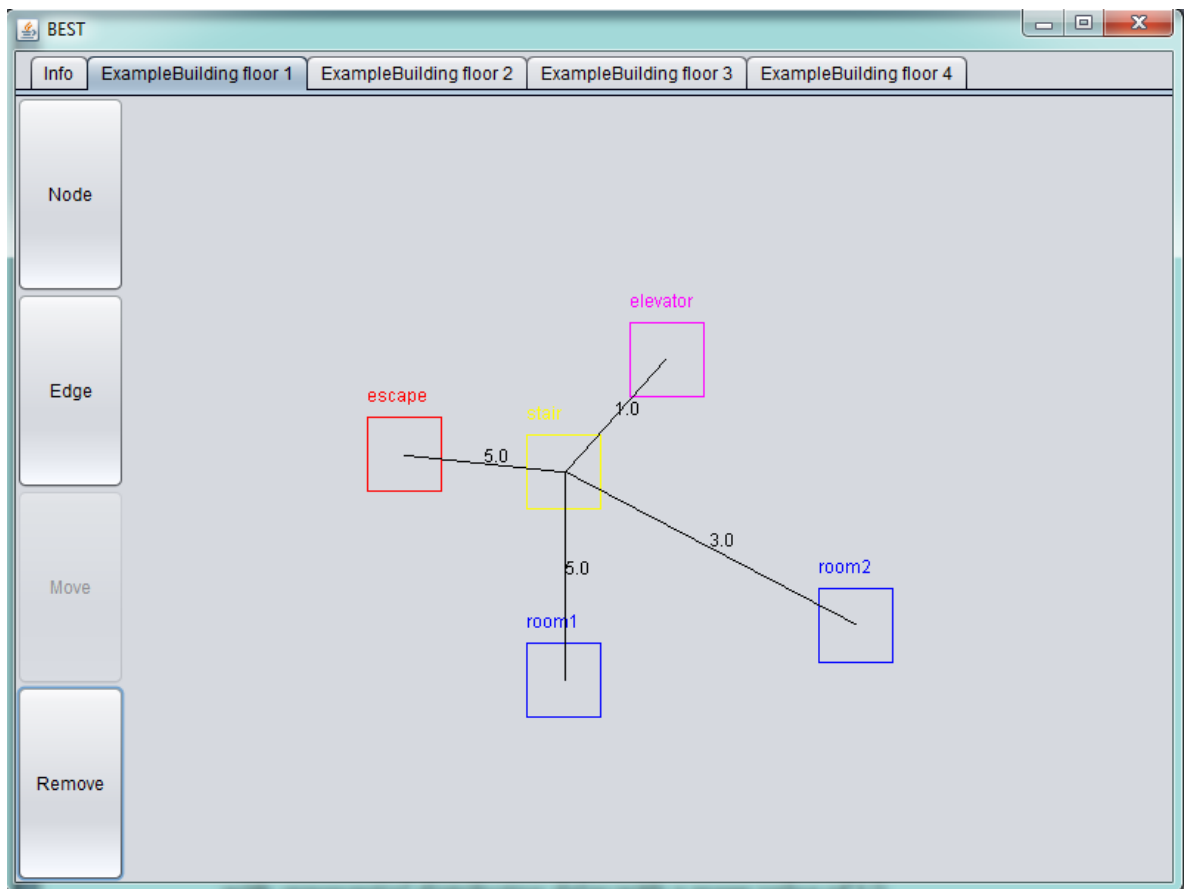 BEST
Info ExampleBuilding floor 1 ExampleBuilding floor 2 ExampleBuilding floor 3 ExampleBuilding floor 4
Node
Edge
Move
Remove
elevator
1.0
escape
stair
5.0
3.0
5.0
room2
room1